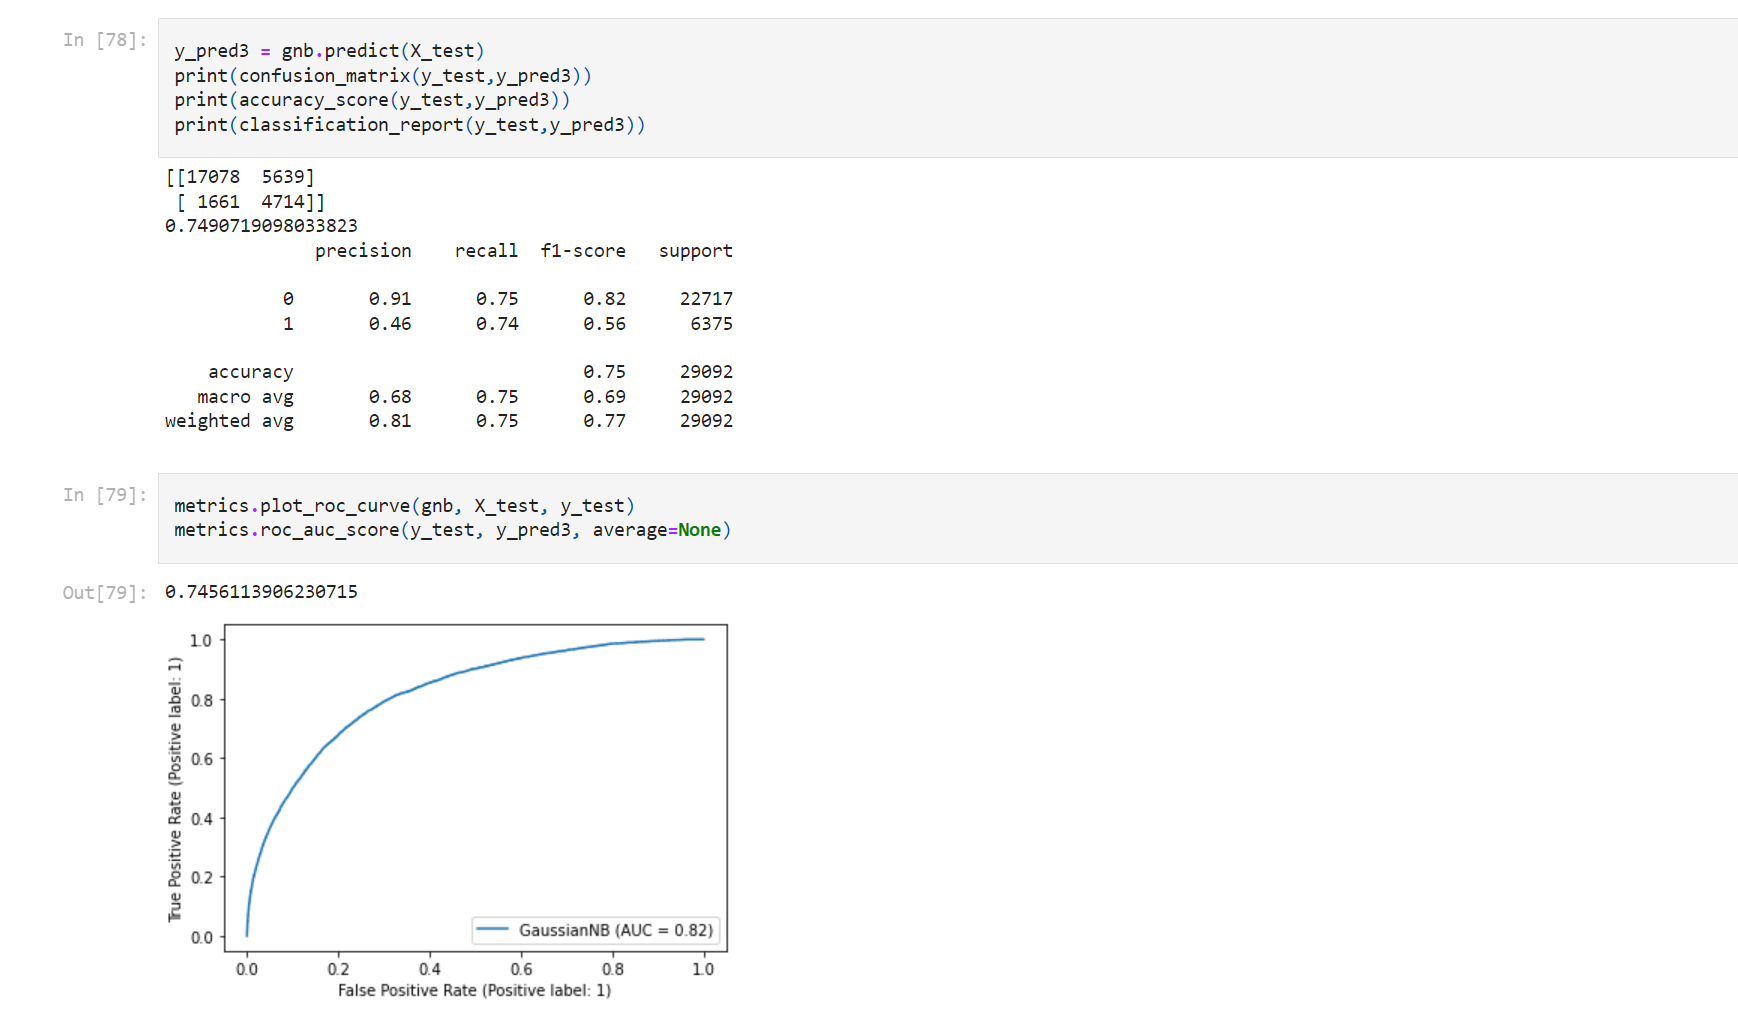 In [78]:
y_pred3 = gnb.predict(X_test)
print(confusion_matrix(y_test,y_pred3))
print(accuracy_score(y_test,y_pred3))
print(classification_report(y_test,y_pred3))
[[17078  5639]
 [ 1661  4714]]
0.7490719098033823
              precision    recall  f1-score   support
           0       0.91      0.75      0.82     22717
           1       0.46      0.74      0.56      6375
    accuracy                           0.75     29092
   macro avg       0.68      0.75      0.69     29092
weighted avg       0.81      0.75      0.77     29092
In [79]:
metrics.plot_roc_curve(gnb, X_test, y_test)
metrics.roc_auc_score(y_test, y_pred3, average=None)
Out[79]: 0.7456113906230715
True Positive Rate (Positive label: 1)
1.0
0.8
0.6
0.4
0.2
0.0
GaussianNB (AUC = 0.82)
0.0 0.2 0.4 0.6 0.8 1.0
False Positive Rate (Positive label: 1)